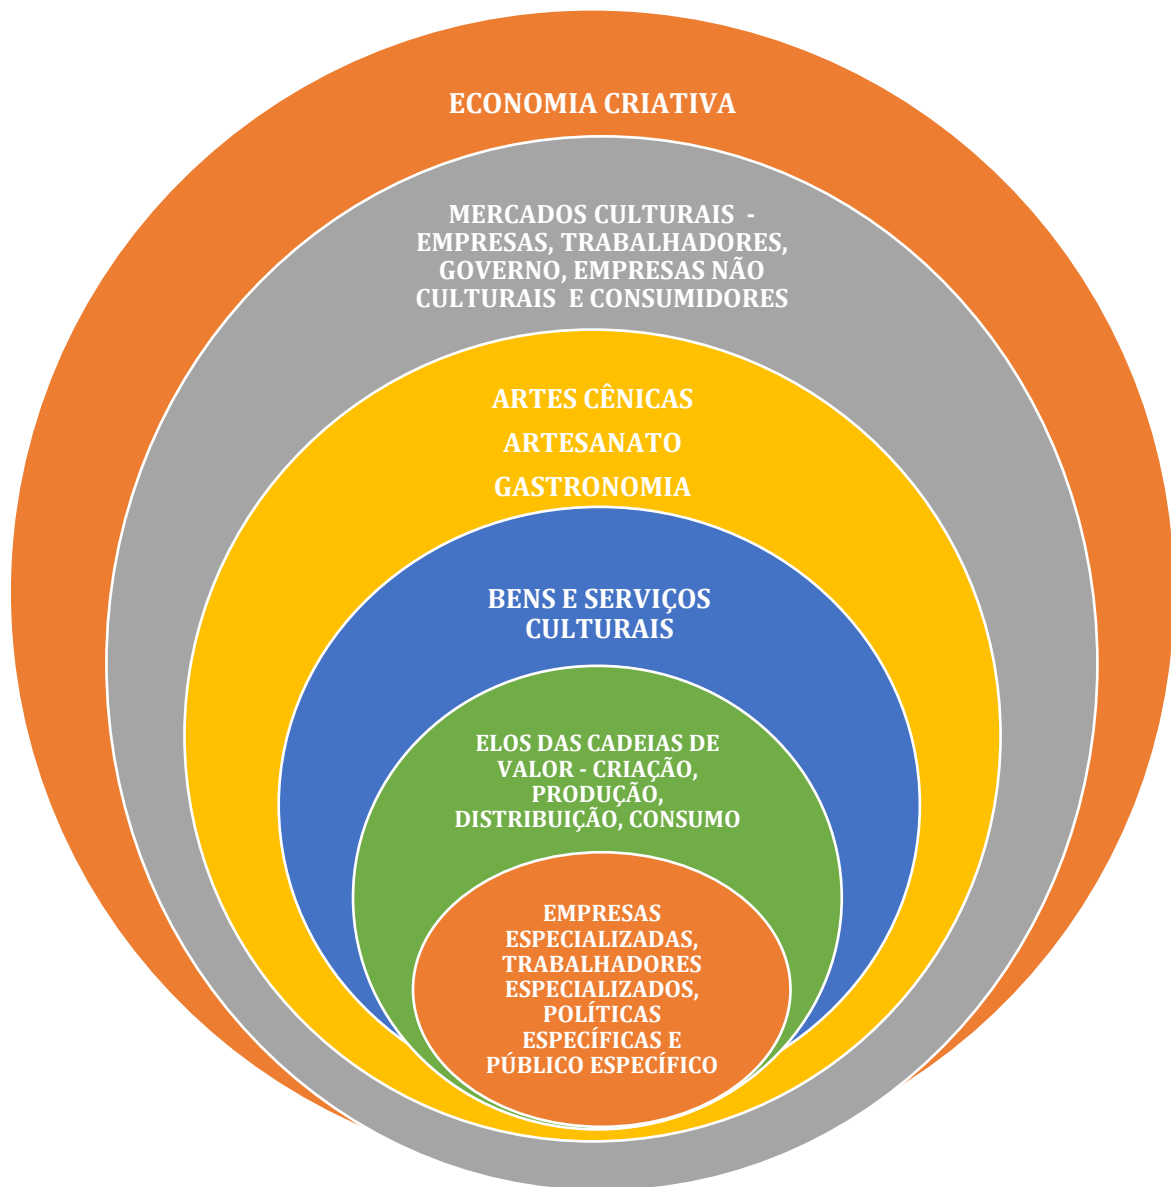 ECONOMIA CRIATIVA
MERCADOS CULTURAIS -
EMPRESAS, TRABALHADORES,
GOVERNO, EMPRESAS NÃO
CULTURAIS E CONSUMIDORES
ARTES CÊNICAS
ARTESANATO
GASTRONOMIA
BENS E SERVIÇOS
CULTURAIS
ELOS DAS CADEIAS DE
VALOR - CRIAÇÃO,
PRODUÇÃO,
DISTRIBUIÇÃO, CONSUMO
EMPRESAS
ESPECIALIZADAS,
TRABALHADORES
ESPECIALIZADOS,
POLÍTICAS
ESPECÍFICAS E
PÚBLICO ESPECÍFICO